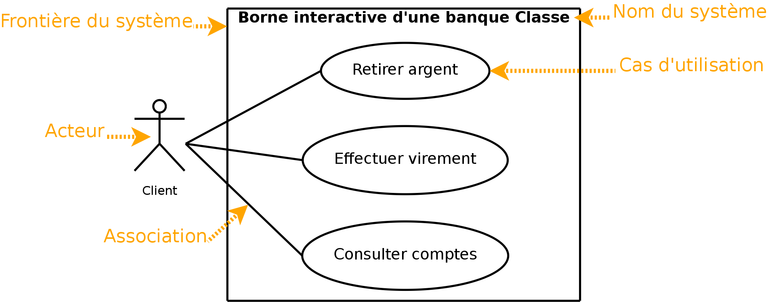 Nom du système
Frontière du système
Borne interactive d'une banque Classe
Retirer argent
Cas d'utilisation
Acteur
Effectuer virement
Client
Association
Consulter comptes